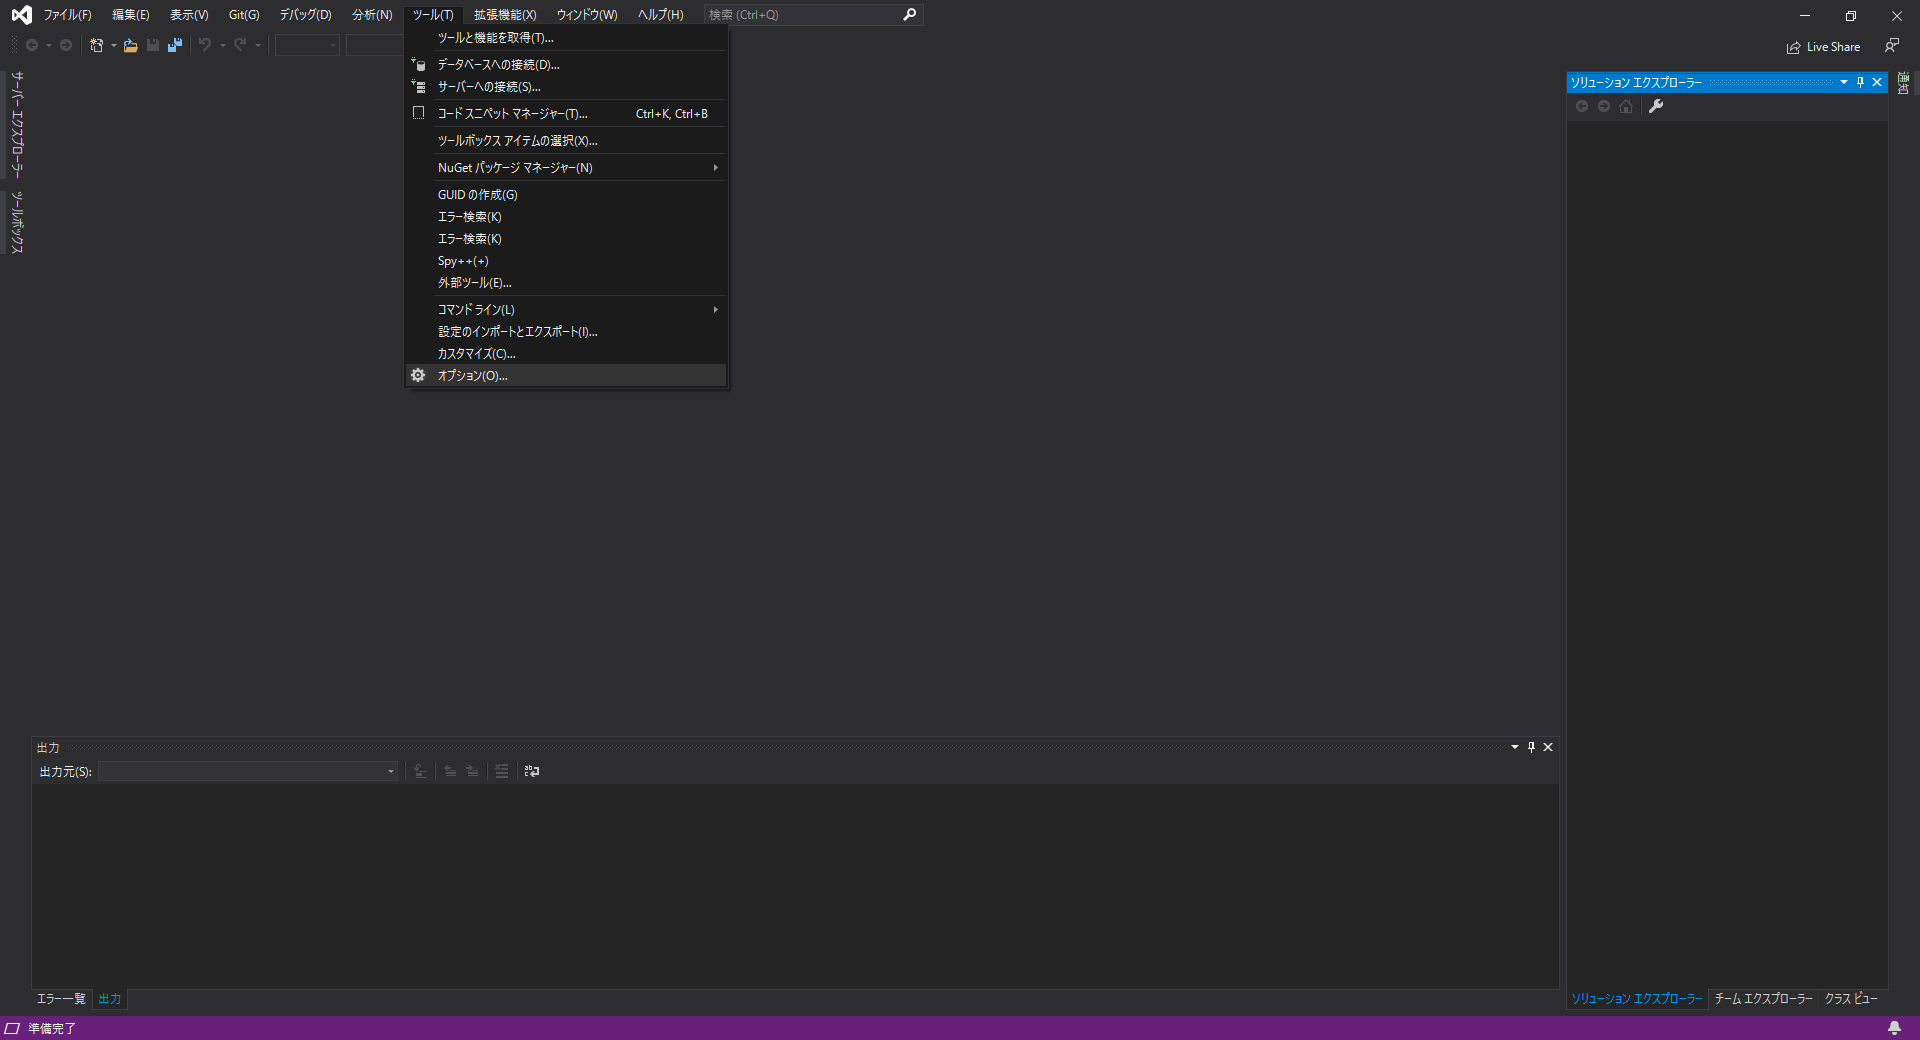 ファイル(F) 編集(E) 表示(V) Git(G) デバッグ(D) 分析(N) ツール(T) 拡張機能(X) ウィンドウ(W) ヘルプ(H) 検索 (Ctrl+Q)
Live Share
サーバー エクスプローラー
ツールボックス
ツールと機能を取得(T)...
データベースへの接続(D)...
サーバーへの接続(S)...
コード スニペット マネージャー(T)... Ctrl+K, Ctrl+B
ツールボックス アイテムの選択(X)...
NuGet パッケージ マネージャー(N)
GUID の作成(G)
エラー検索(K)
エラー検索(K)
Spy++(+)
外部ツール(E)...
コマンド ライン(L)
設定のインポートとエクスポート(I)...
カスタマイズ(C)...
オプション(O)...
ソリューション エクスプローラー
通知
出力
出力元(S):
エラー一覧 出力
ソリューション エクスプローラー チーム エクスプローラー クラス ビュー
準備完了